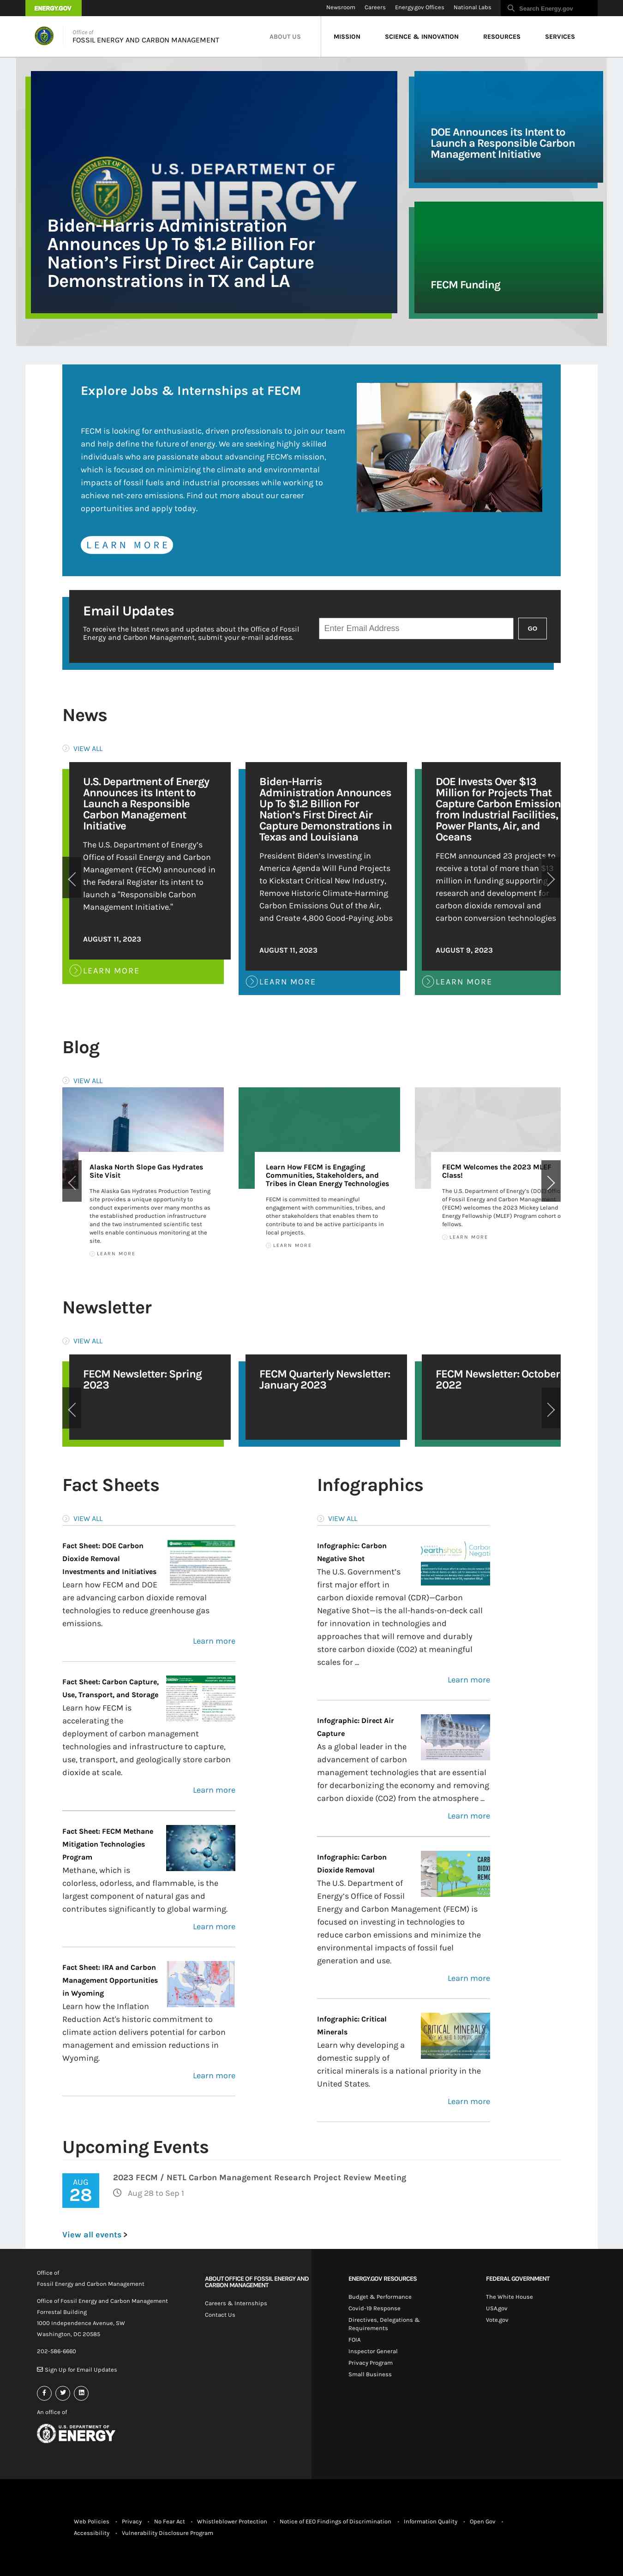 ENERGY.GOV
Newsroom
Careers
Energy.gov Offices
National Labs
Search Energy.gov
Office of
FOSSIL ENERGY AND CARBON MANAGEMENT
ABOUT US
MISSION
SCIENCE & INNOVATION
RESOURCES
SERVICES
U.S. DEPARTMENT OF
ENERGY
Biden-Harris Administration
Announces Up To $1.2 Billion For
Nation's First Direct Air Capture
Demonstrations in TX and LA
DOE Announces its Intent to
Launch a Responsible Carbon
Management Initiative
FECM Funding
Explore Jobs & Internships at FECM
FECM is looking for enthusiastic, driven professionals to join our team
and help define the future of energy. We are seeking highly skilled
individuals who are passionate about advancing FECM's mission,
which is focused on minimizing the climate and environmental
impacts of fossil fuels and industrial processes while working to
achieve net-zero emissions. Find out more about our career
opportunities and apply today.
LEARN MORE
Email Updates
To receive the latest news and updates about the Office of Fossil
Energy and Carbon Management, submit your e-mail address.
Enter Email Address
GO
News
VIEW ALL
U.S. Department of Energy
Announces its Intent to
Launch a Responsible
Carbon Management
Initiative
The U.S. Department of Energy's
Office of Fossil Energy and Carbon
Management (FECM) announced in
the Federal Register its intent to
launch a "Responsible Carbon
Management Initiative."
AUGUST 11, 2023
LEARN MORE
Biden-Harris
Administration Announces
Up To $1.2 Billion For
Nation's First Direct Air
Capture Demonstrations in
Texas and Louisiana
President Biden's Investing in
America Agenda Will Fund Projects
to Kickstart Critical New Industry,
Remove Historic Climate-Harming
Carbon Emissions Out of the Air,
and Create 4,800 Good-Paying Jobs
AUGUST 11, 2023
LEARN MORE
DOE Invests Over $13
Million for Projects That
Capture Carbon Emission
from Industrial Facilities,
Power Plants, Air, and
Oceans
FECM announced 23 projects to
receive a total of more than $13
million in funding supporting
research and development for
carbon dioxide removal and
carbon conversion technologies
AUGUST 9, 2023
LEARN MORE
Blog
VIEW ALL
Alaska North Slope Gas Hydrates
Site Visit
The Alaska Gas Hydrates Production Testing
site provides a unique opportunity to
conduct experiments over many months as
the established production infrastructure
and the two instrumented scientific test
wells enable continuous monitoring at the
site.
LEARN MORE
Learn How FECM is Engaging
Communities, Stakeholders, and
Tribes in Clean Energy Technologies
FECM is committed to meaningful
engagement with communities, tribes, and
other stakeholders that enables them to
contribute to and be active participants in
local projects.
LEARN MORE
FECM Welcomes the 2023 MLEF
Class!
The U.S. Department of Energy's (DOE)
of Fossil Energy and Carbon Management
(FECM) welcomes the 2023 Mickey Leland
Energy Fellowship (MLEF) Program cohort o
fellows.
LEARN MORE
Newsletter
VIEW ALL
FECM Newsletter: Spring
2023
FECM Quarterly Newsletter:
January 2023
FECM Newsletter: October
2022
Fact Sheets
VIEW ALL
Fact Sheet: DOE Carbon
Dioxide Removal
Investments and Initiatives
Learn how FECM and DOE
are advancing carbon dioxide removal
technologies to reduce greenhouse gas
emissions.
Learn more
Fact Sheet: Carbon Capture,
Use, Transport, and Storage
Learn how FECM is
accelerating the
deployment of carbon management
technologies and infrastructure to capture,
use, transport, and geologically store carbon
dioxide at scale.
Learn more
Fact Sheet: FECM Methane
Mitigation Technologies
Program
Methane, which is
colorless, odorless, and flammable, is the
largest component of natural gas and
contributes significantly to global warming.
Learn more
Fact Sheet: IRA and Carbon
Management Opportunities
in Wyoming
Learn how the Inflation
Reduction Act's historic commitment to
climate action delivers potential for carbon
management and emission reductions in
Wyoming.
Learn more
Infographics
VIEW ALL
Infographic: Carbon
Negative Shot
earthshots
Carbon
Negati
The U.S. Government's
first major effort in
carbon dioxide removal (CDR)—Carbon
Negative Shot—is the all-hands-on-deck call
for innovation in technologies and
approaches that will remove and durably
store carbon dioxide (CO2) at meaningful
scales for ...
Learn more
Infographic: Direct Air
Capture
As a global leader in the
advancement of carbon
management technologies that are essential
for decarbonizing the economy and removing
carbon dioxide (CO2) from the atmosphere ...
Learn more
Infographic: Carbon
Dioxide Removal
CARB
DIOXI
REMO
The U.S. Department of
Energy's Office of Fossil
Energy and Carbon Management (FECM) is
focused on investing in technologies to
reduce carbon emissions and minimize the
environmental impacts of fossil fuel
generation and use.
Learn more
Infographic: Critical
Minerals
CRITICAL MINERALS
Learn why developing a
domestic supply of
critical minerals is a national priority in the
United States.
Learn more
Upcoming Events
AUG
28
2023 FECM / NETL Carbon Management Research Project Review Meeting
Aug 28 to Sep 1
View all events >
Office of
Fossil Energy and Carbon Management
Office of Fossil Energy and Carbon Management
Forrestal Building
1000 Independence Avenue, SW
Washington, DC 20585
202-586-6660
Sign Up for Email Updates
An office of
U.S. DEPARTMENT OF
ENERGY
ABOUT OFFICE OF FOSSIL ENERGY AND
CARBON MANAGEMENT
Careers & Internships
Contact Us
ENERGY.GOV RESOURCES
Budget & Performance
Covid-19 Response
Directives, Delegations &
Requirements
FOIA
Inspector General
Privacy Program
Small Business
FEDERAL GOVERNMENT
The White House
USA.gov
Vote.gov
Web Policies • Privacy • No Fear Act • Whistleblower Protection • Notice of EEO Findings of Discrimination • Information Quality • Open Gov •
Accessibility • Vulnerability Disclosure Program